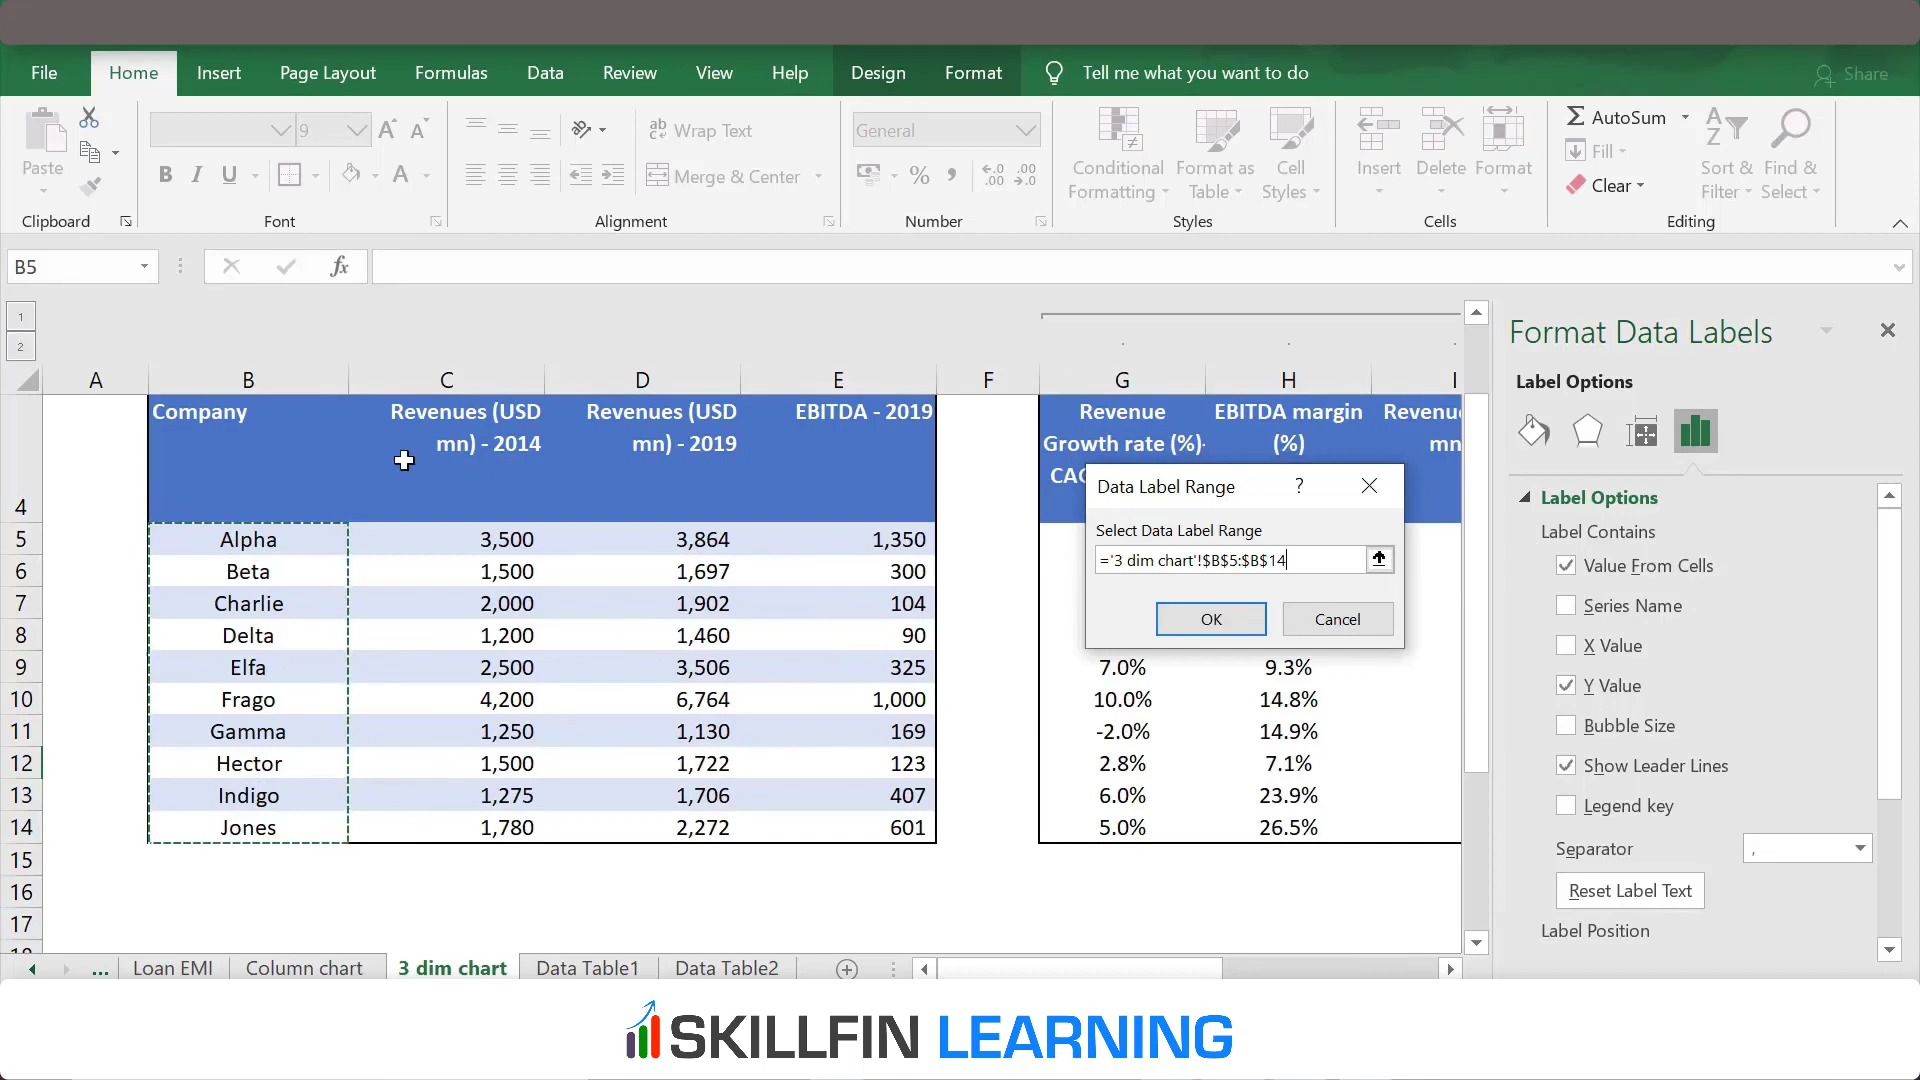 File Home Insert Page Layout Formulas Data Review View Help Design Format Tell me what you want to do Share
Paste
Clipboard
9
B I U A
Font
ab Wrap Text
Merge & Center
Alignment
General
%
Number
Conditional Formatting
Format as Table
Cell Styles
Styles
Insert Delete Format
Cells
AutoSum
Fill
Clear
Sort & Filter
Find & Select
Editing
B5 fx
1
2
A B C D E F G H I
4 Company Revenues (USD mn) - 2014 Revenues (USD mn) - 2019 EBITDA - 2019 Revenue Growth rate (%)- EBITDA margin (%)
5 Alpha 3,500 3,864 1,350
6 Beta 1,500 1,697 300
7 Charlie 2,000 1,902 104
8 Delta 1,200 1,460 90
9 Elfa 2,500 3,506 325 7.0% 9.3%
10 Frago 4,200 6,764 1,000 10.0% 14.8%
11 Gamma 1,250 1,130 169 -2.0% 14.9%
12 Hector 1,500 1,722 123 2.8% 7.1%
13 Indigo 1,275 1,706 407 6.0% 23.9%
14 Jones 1,780 2,272 601 5.0% 26.5%
15
16
17
Data Label Range ?
Select Data Label Range
='3 dim chart'!$B$5:$B$14
OK Cancel
Format Data Labels
Label Options
Label Options
Label Contains
Value From Cells
Series Name
X Value
Y Value
Bubble Size
Show Leader Lines
Legend key
Separator ,
Reset Label Text
Label Position
... Loan EMI Column chart 3 dim chart Data Table1 Data Table2
SKILLFIN LEARNING